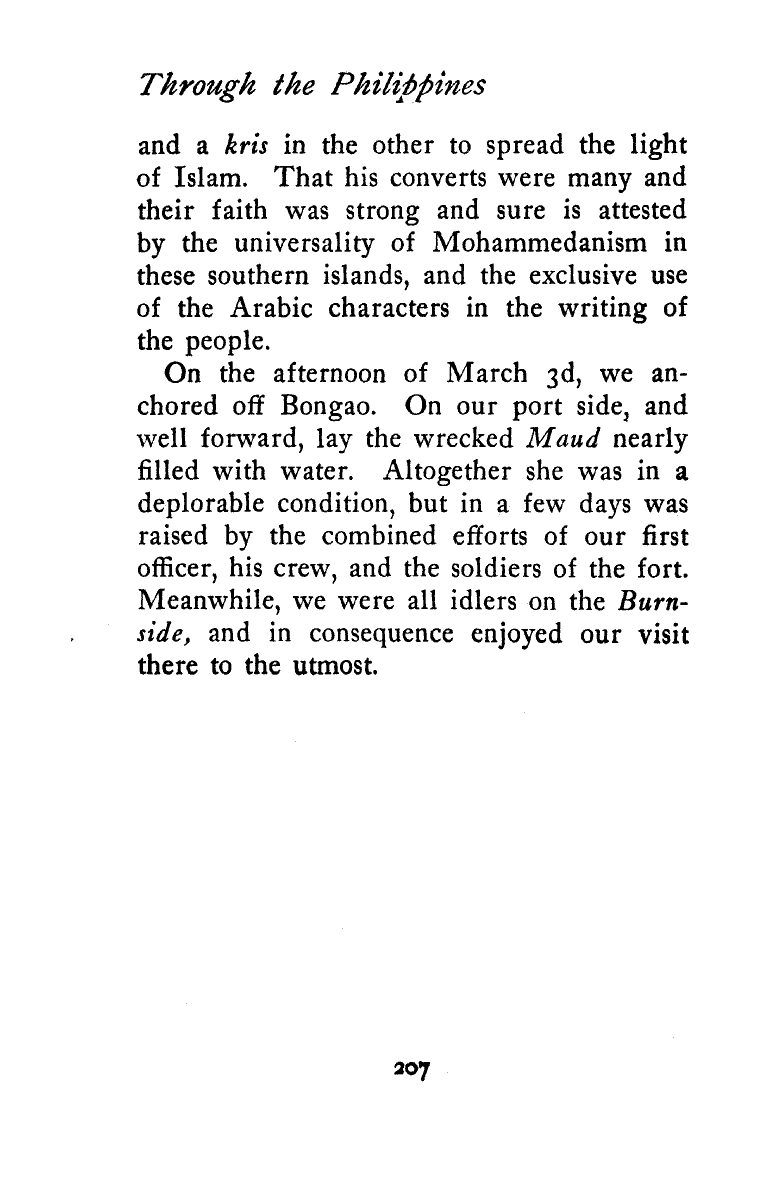 Through the Philippines
and a kris in the other to spread the light
of Islam. That his converts were many and
their faith was strong and sure is attested
by the universality of Mohammedanism in
these southern islands, and the exclusive use
of the Arabic characters in the writing of
the people.
On the afternoon of March 3d, we an-
chored off Bongao. On our port side, and
well forward, lay the wrecked Maud nearly
filled with water. Altogether she was in a
deplorable condition, but in a few days was
raised by the combined efforts of our first
officer, his crew, and the soldiers of the fort.
Meanwhile, we were all idlers on the Burn-
side, and in consequence enjoyed our visit
there to the utmost.
207